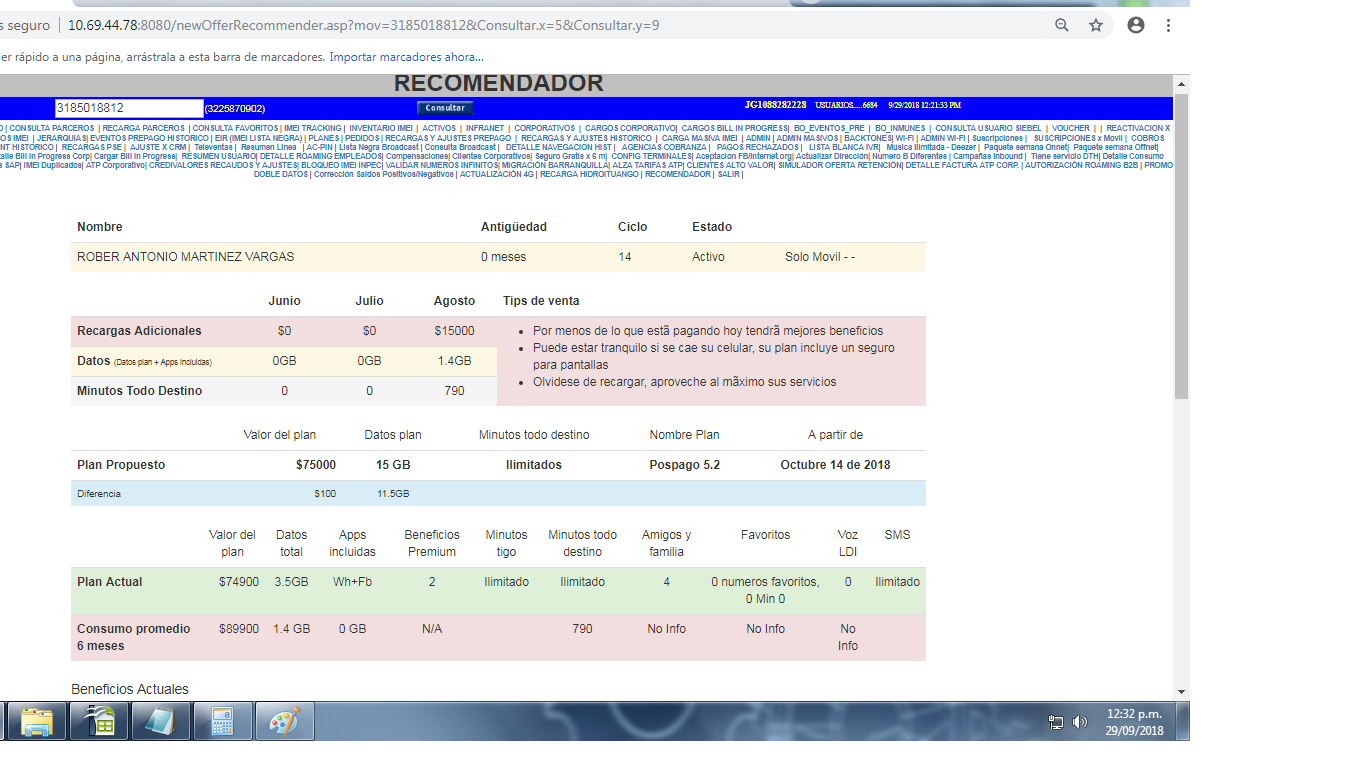 s seguro | 10.69.44.78:8080/newOfferRecommender.asp?mov=3185018812&Consultar.x=5&Consultar.y=9
er rápido a una página, arrástrala a esta barra de marcadores. Importar marcadores ahora...
RECOMENDADOR
3185018812 (3225870902) Consultar JG1088282228 USUARIOS.....6684 9/29/2018 12:21:33 PM
| CONSULTA PARCEROS | RECARGA PARCEROS | CONSULTA FAVORITOS | IMEI TRACKING | INVENTARIO IMEI | ACTIVOS | INFRANET | CORPORATIVOS | CARGOS CORPORATIVO| CARGOS BILL IN PROGRESS| BO_EVENTOS_PRE | BO_INMUNES | CONSULTA USUARIO SIEBEL | VOUCHER | | REACTIVACION X
OS IMEI | JERARQUIAS| EVENTOS PREPAGO HISTORICO | EIR (IMEI LISTA NEGRA) | PLANES | PEDIDOS | RECARGAS Y AJUSTES PREPAGO | RECARGAS Y AJUSTES HISTORICO | CARGA MASIVA IMEI | ADMIN | ADMIN MASIVOS | BACKTONES| Wi-Fi | ADMIN Wi-Fi | Suscripciones | SUSCRIPCIONES x Movil | COBROS
NT HISTORICO | RECARGAS PSE | AJUSTE X CRM | Televentas | Resumen Linea | AC-PIN | Lista Negra Broadcast | Consulta Broadcast | DETALLE NAVEGACION HIST | AGENCIAS COBRANZA | PAGOS RECHAZADOS | LISTA BLANCA IVR| Música Ilimitada - Deezer | Paquete semana Onnet| Paquete semana Offnet|
alle Bill in Progress Corp| Cargar Bill in Progress| RESUMEN USUARIO| DETALLE ROAMING EMPLEADOS| Compensaciones| Clientes Corporativos| Seguro Gratis x 6 m| CONFIG TERMINALES| Aceptacion FB/internet.org| Actualizar Dirección| Numero B Diferentes | Campañas Inbound | Tiene servicio DTH| Detalle Consumo
s SAP| IMEI Duplicados| ATP Corporativo| CREDIVALORES RECAUDOS Y AJUSTES| BLOQUEO IMEI INPEC| VALIDAR NUMEROS INFINITOS| MIGRACIÓN BARRANQUILLA| ALZA TARIFAS ATP| CLIENTES ALTO VALOR| SIMULADOR OFERTA RETENCIÓN| DETALLE FACTURA ATP CORP. | AUTORIZACIÓN ROAMING B2B | PROMO
DOBLE DATOS | Corrección Saldos Positivos/Negativos | ACTUALIZACIÓN 4G | RECARGA HIDROITUANGO | RECOMENDADOR | SALIR |
Nombre Antigüedad Ciclo Estado
ROBER ANTONIO MARTINEZ VARGAS 0 meses 14 Activo Solo Movil - -
Junio Julio Agosto Tips de venta
Recargas Adicionales $0 $0 $15000
Datos (Datos plan + Apps incluidas) 0GB 0GB 1.4GB
Minutos Todo Destino 0 0 790
• Por menos de lo que estã pagando hoy tendrã mejores beneficios
• Puede estar tranquilo si se cae su celular, su plan incluye un seguro
para pantallas
• Olvidese de recargar, aproveche al mãximo sus servicios
Valor del plan Datos plan Minutos todo destino Nombre Plan A partir de
Plan Propuesto $75000 15 GB Ilimitados Pospago 5.2 Octubre 14 de 2018
Diferencia $100 11.5GB
Valor del plan Datos total Apps incluidas Beneficios Premium Minutos tigo Minutos todo destino Amigos y familia Favoritos Voz LDI SMS
Plan Actual $74900 3.5GB Wh+Fb 2 Ilimitado Ilimitado 4 0 numeros favoritos, 0 Min 0 0 Ilimitado
Consumo promedio 6 meses $89900 1.4 GB 0 GB N/A 790 No Info No Info No Info
Beneficios Actuales
12:32 p.m.
29/09/2018